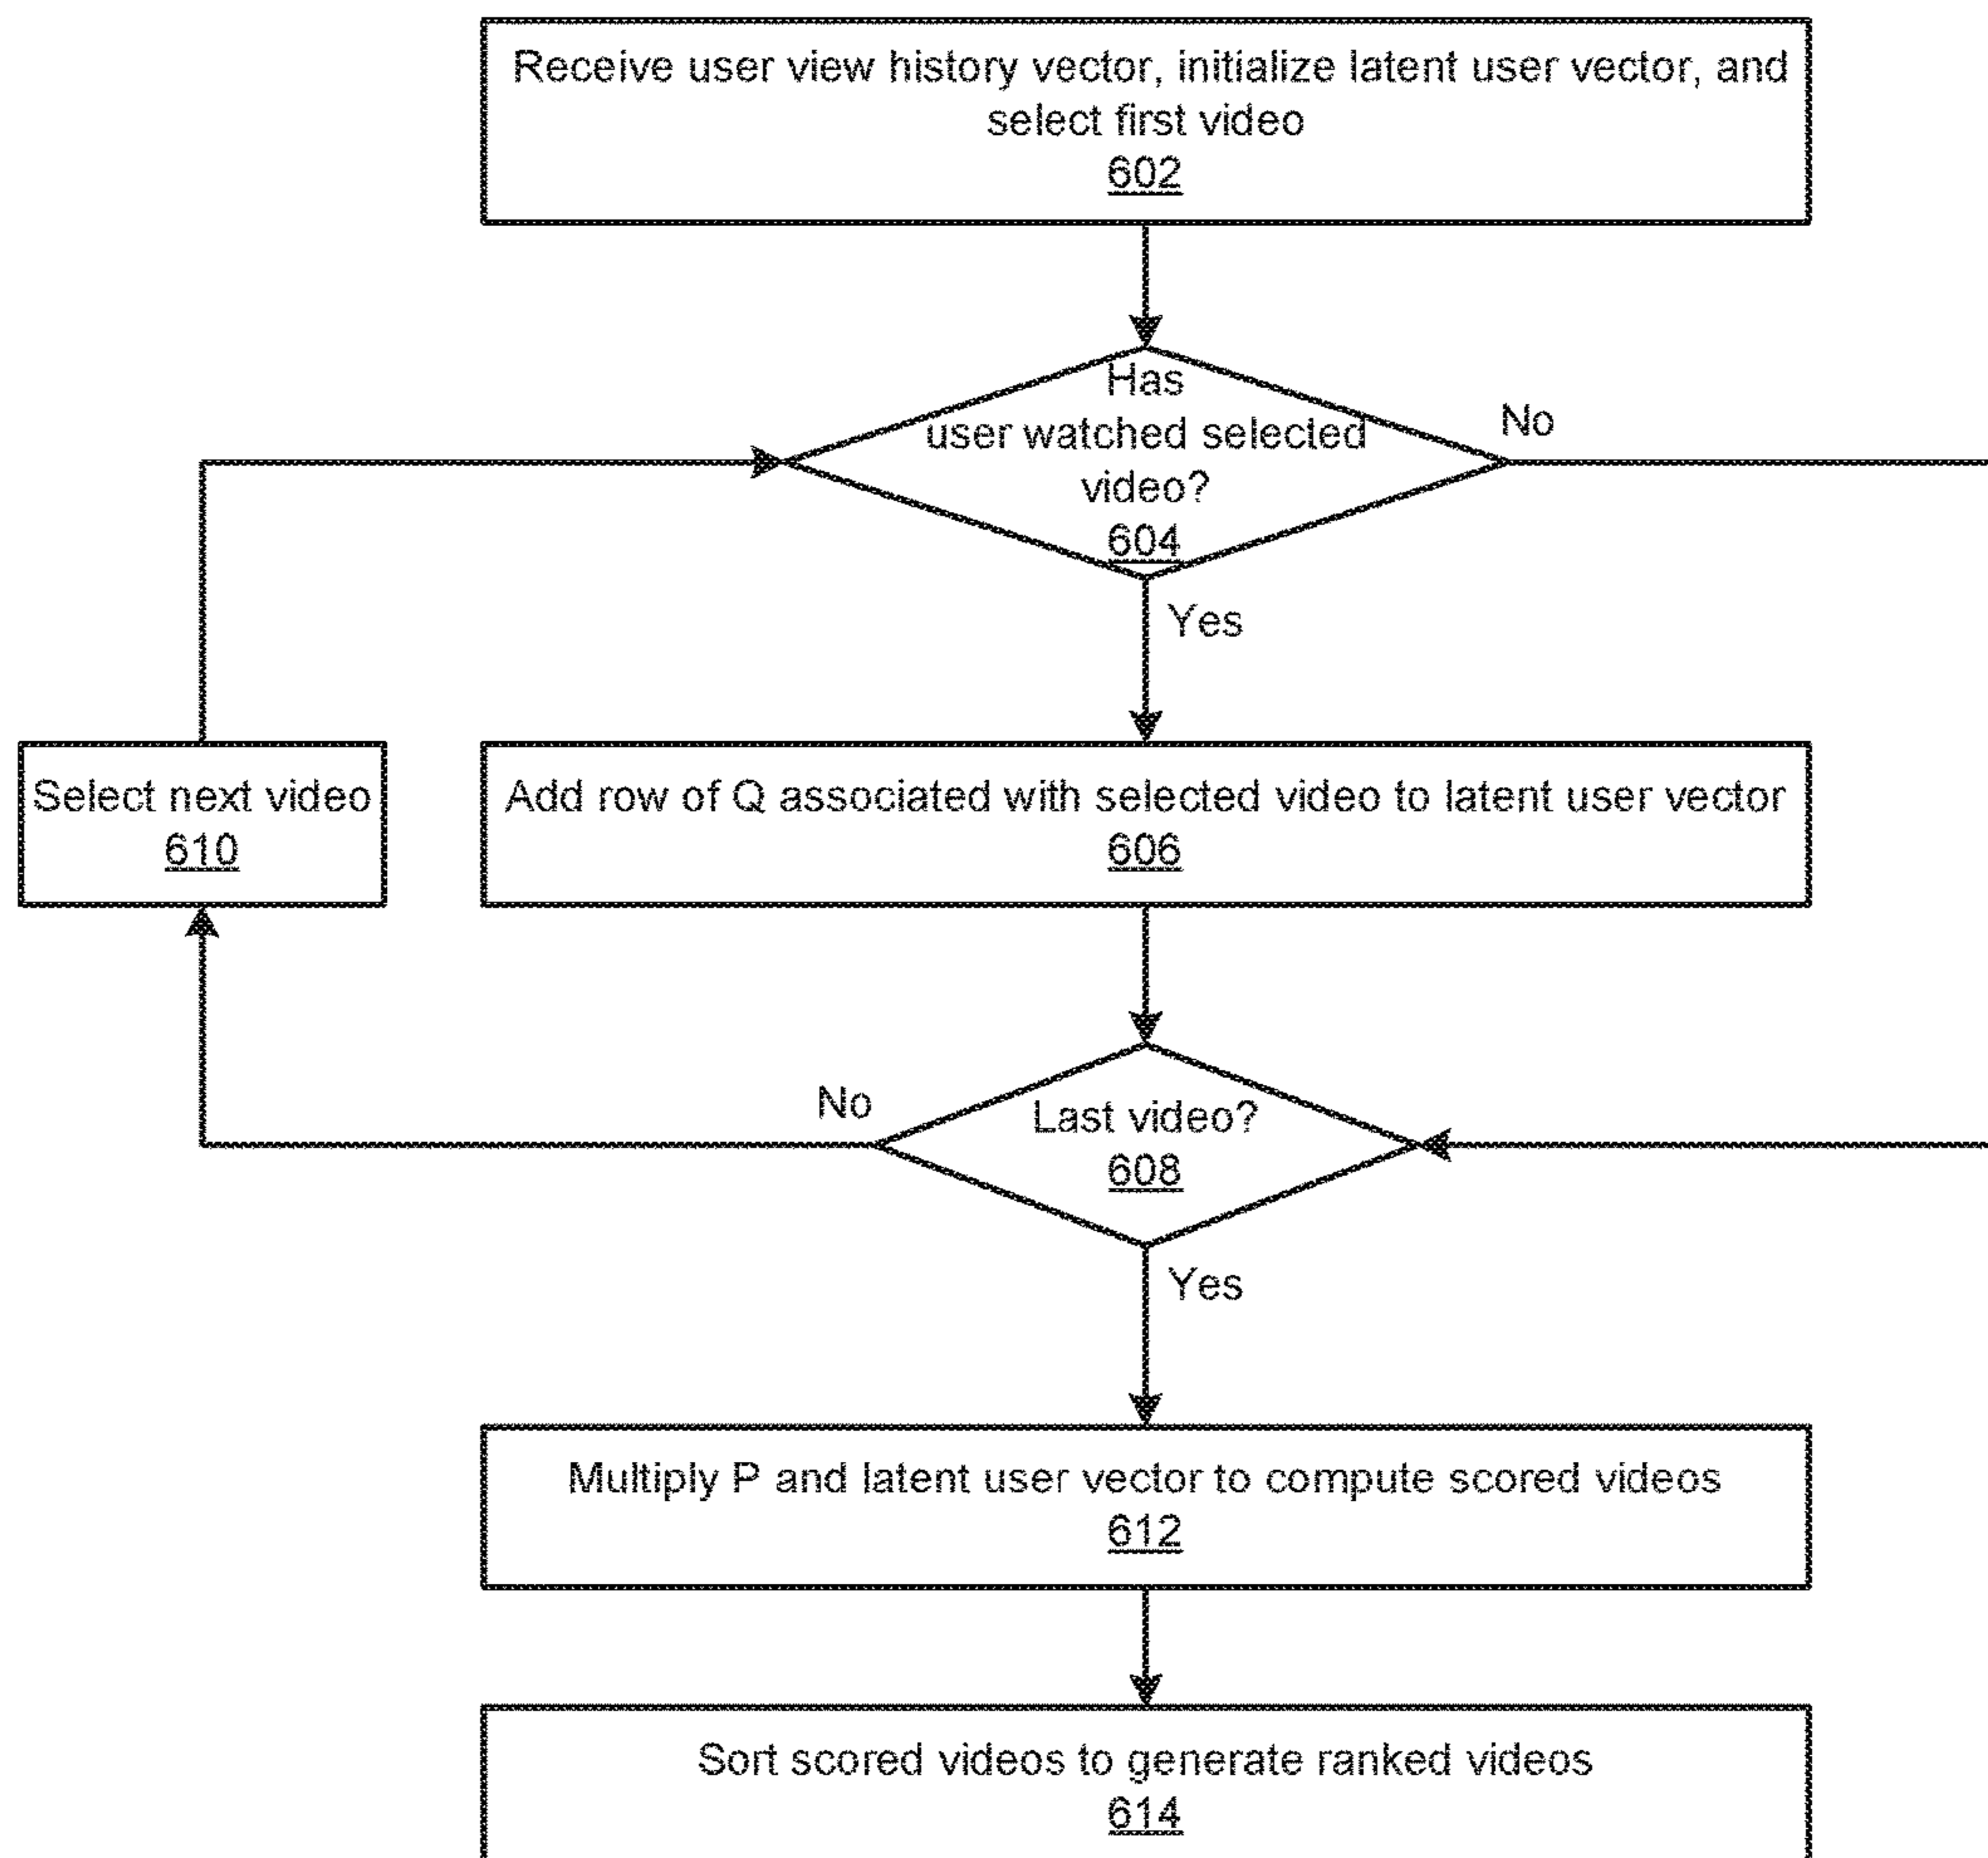 Receive user view history vector, initialize latent user vector, and
select first video
602
Has
user watched selected
video?
604
No
Yes
Select next video
610
Add row of Q associated with selected video to latent user vector
606
No
Last video?
608
Yes
Multiply P and latent user vector to compute scored videos
612
Sort scored videos to generate ranked videos
614